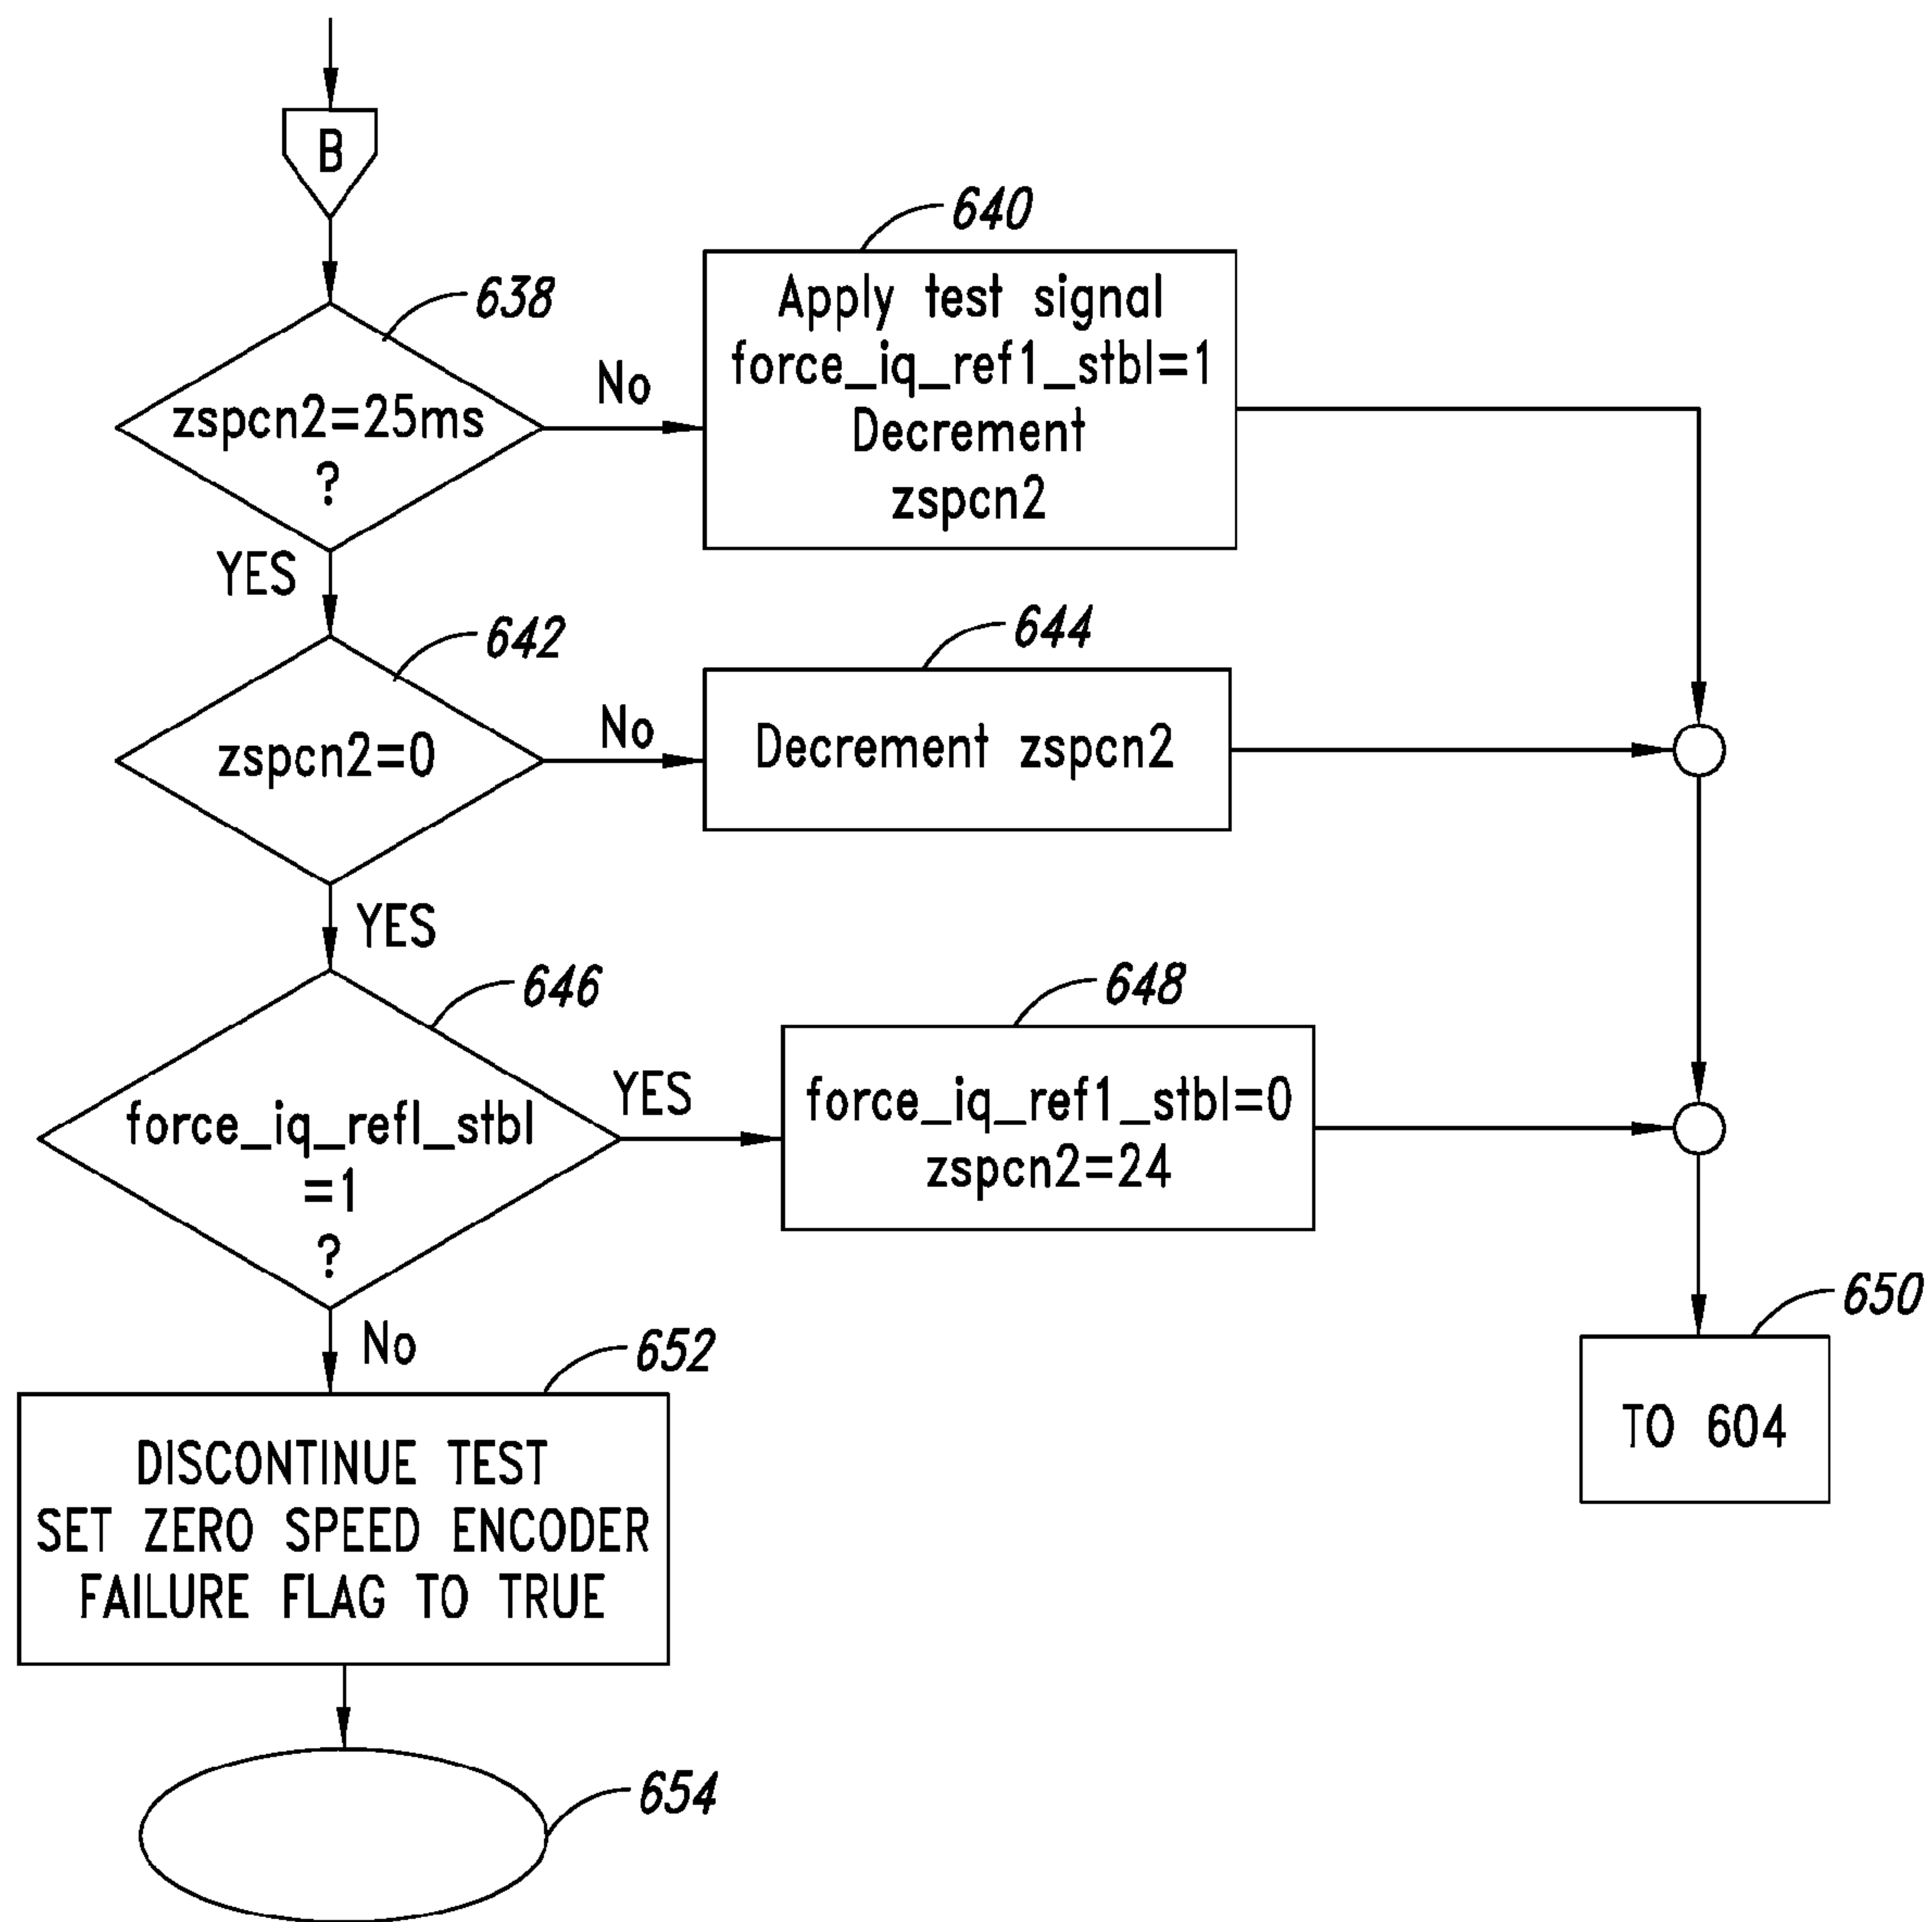 B
638
zspcn2=25ms
?
No
640
Apply test signal
force_iq_ref1_stbl=1
Decrement
zspcn2
YES
642
zspcn2=0
No
644
Decrement zspcn2
YES
646
force_iq_refl_stbl
=1
?
YES
648
force_iq_ref1_stbl=0
zspcn2=24
No
650
TO 604
652
DISCONTINUE TEST
SET ZERO SPEED ENCODER
FAILURE FLAG TO TRUE
654